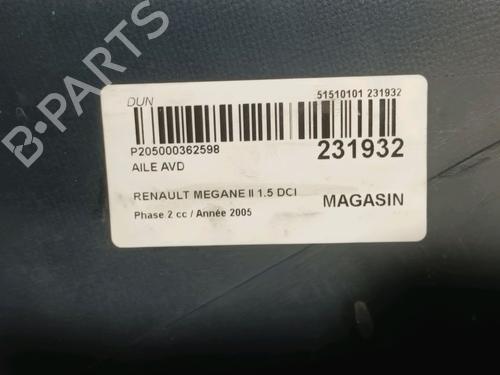 DUN
51510101 231932
P205000362598
231932
AILE AVD
RENAULT MEGANE II 1.5 DCI
MAGASIN
Phase 2 cc / Année 2005
B-PARTS